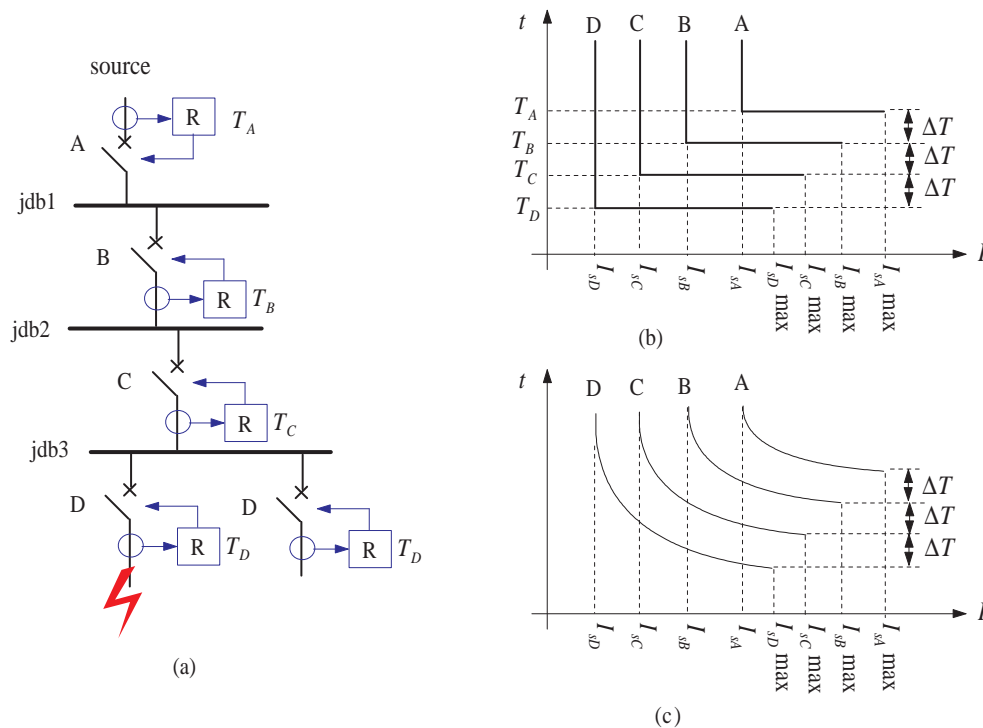 source
R
T_A
A
jdb1
B
R
T_B
jdb2
C
R
T_C
jdb3
D
R
T_D
D
R
T_D
(a)
t
D C B A
T_A
T_B
T_C
T_D
ΔT
ΔT
ΔT
I
I_sD
I_sC
I_sB
I_sA
I_sD max
I_sC max
I_sB max
I_sA max
(b)
t
D C B A
ΔT
ΔT
ΔT
I
I_sD
I_sC
I_sB
I_sA
I_sD max
I_sC max
I_sB max
I_sA max
(c)